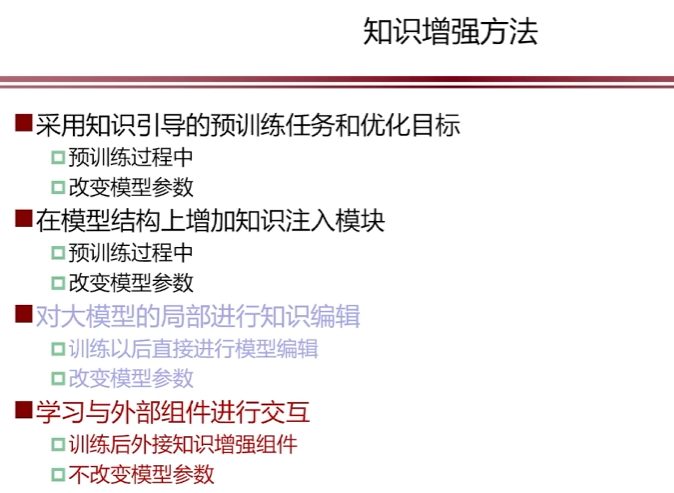 知识增强方法
采用知识引导的预训练任务和优化目标
预训练过程中
改变模型参数
在模型结构上增加知识注入模块
预训练过程中
改变模型参数
对大模型的局部进行知识编辑
训练以后直接进行模型编辑
改变模型参数
学习与外部组件进行交互
训练后外接知识增强组件
不改变模型参数